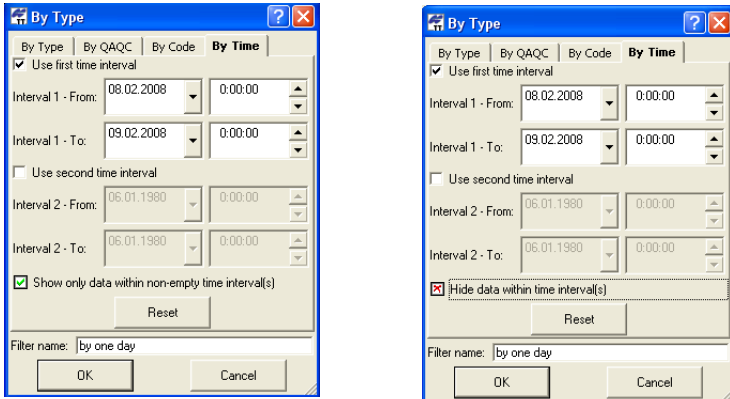 By Type
By Type By QAQC By Code By Time
Use first time interval
Interval 1 - From: 08.02.2008 0:00:00
Interval 1 - To: 09.02.2008 0:00:00
Use second time interval
Interval 2 - From: 06.01.1980 0:00:00
Interval 2 - To: 06.01.1980 0:00:00
Show only data within non-empty time interval(s)
Reset
Filter name: by one day
OK Cancel
By Type
By Type By QAQC By Code By Time
Use first time interval
Interval 1 - From: 08.02.2008 0:00:00
Interval 1 - To: 09.02.2008 0:00:00
Use second time interval
Interval 2 - From: 06.01.1980 0:00:00
Interval 2 - To: 06.01.1980 0:00:00
Hide data within time interval(s)
Reset
Filter name: by one day
OK Cancel